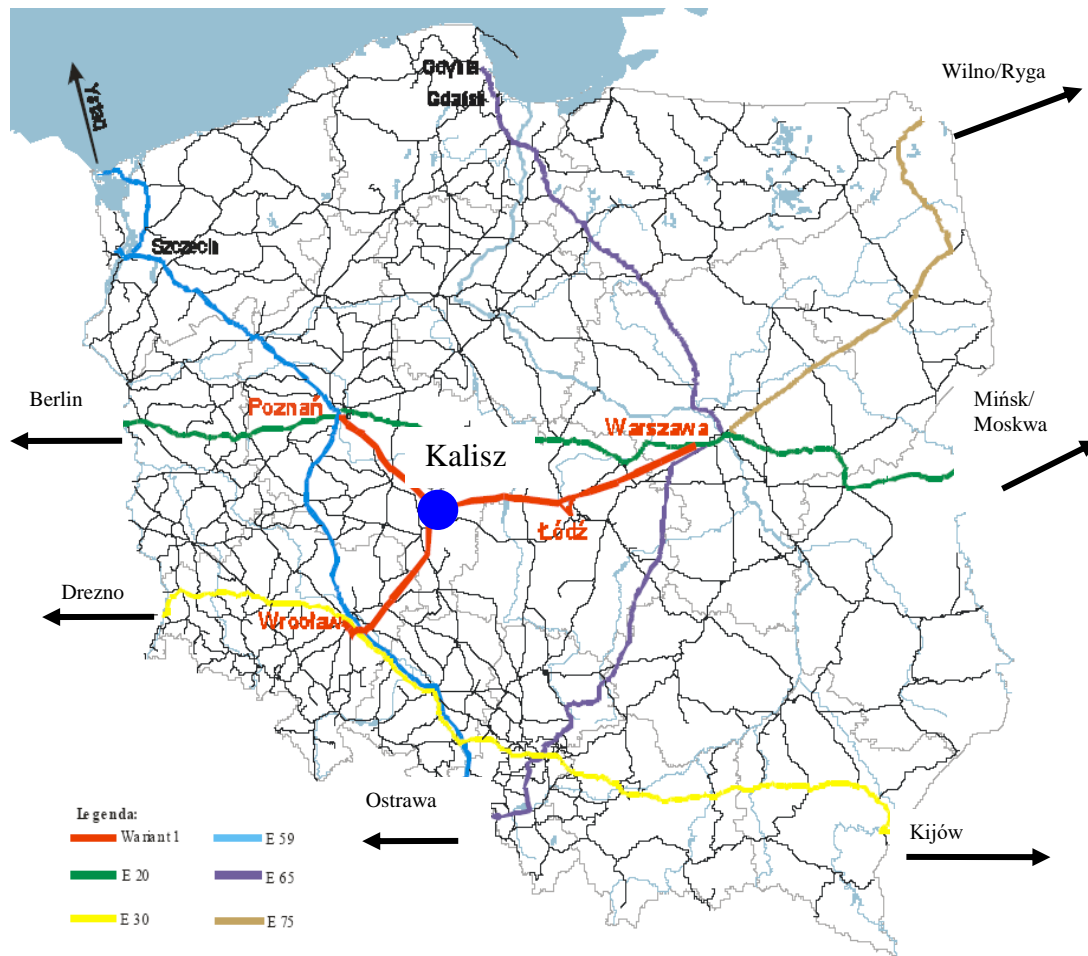 Gdynia
Gdańsk
Wilno/Ryga
Ystad
Szczecin
Berlin
Poznań
Warszawa
Mińsk/
Moskwa
Kalisz
Łódź
Drezno
Wrocław
Ostrawa
Kijów
Legenda:
Wariant 1
E 59
E 20
E 65
E 30
E 75